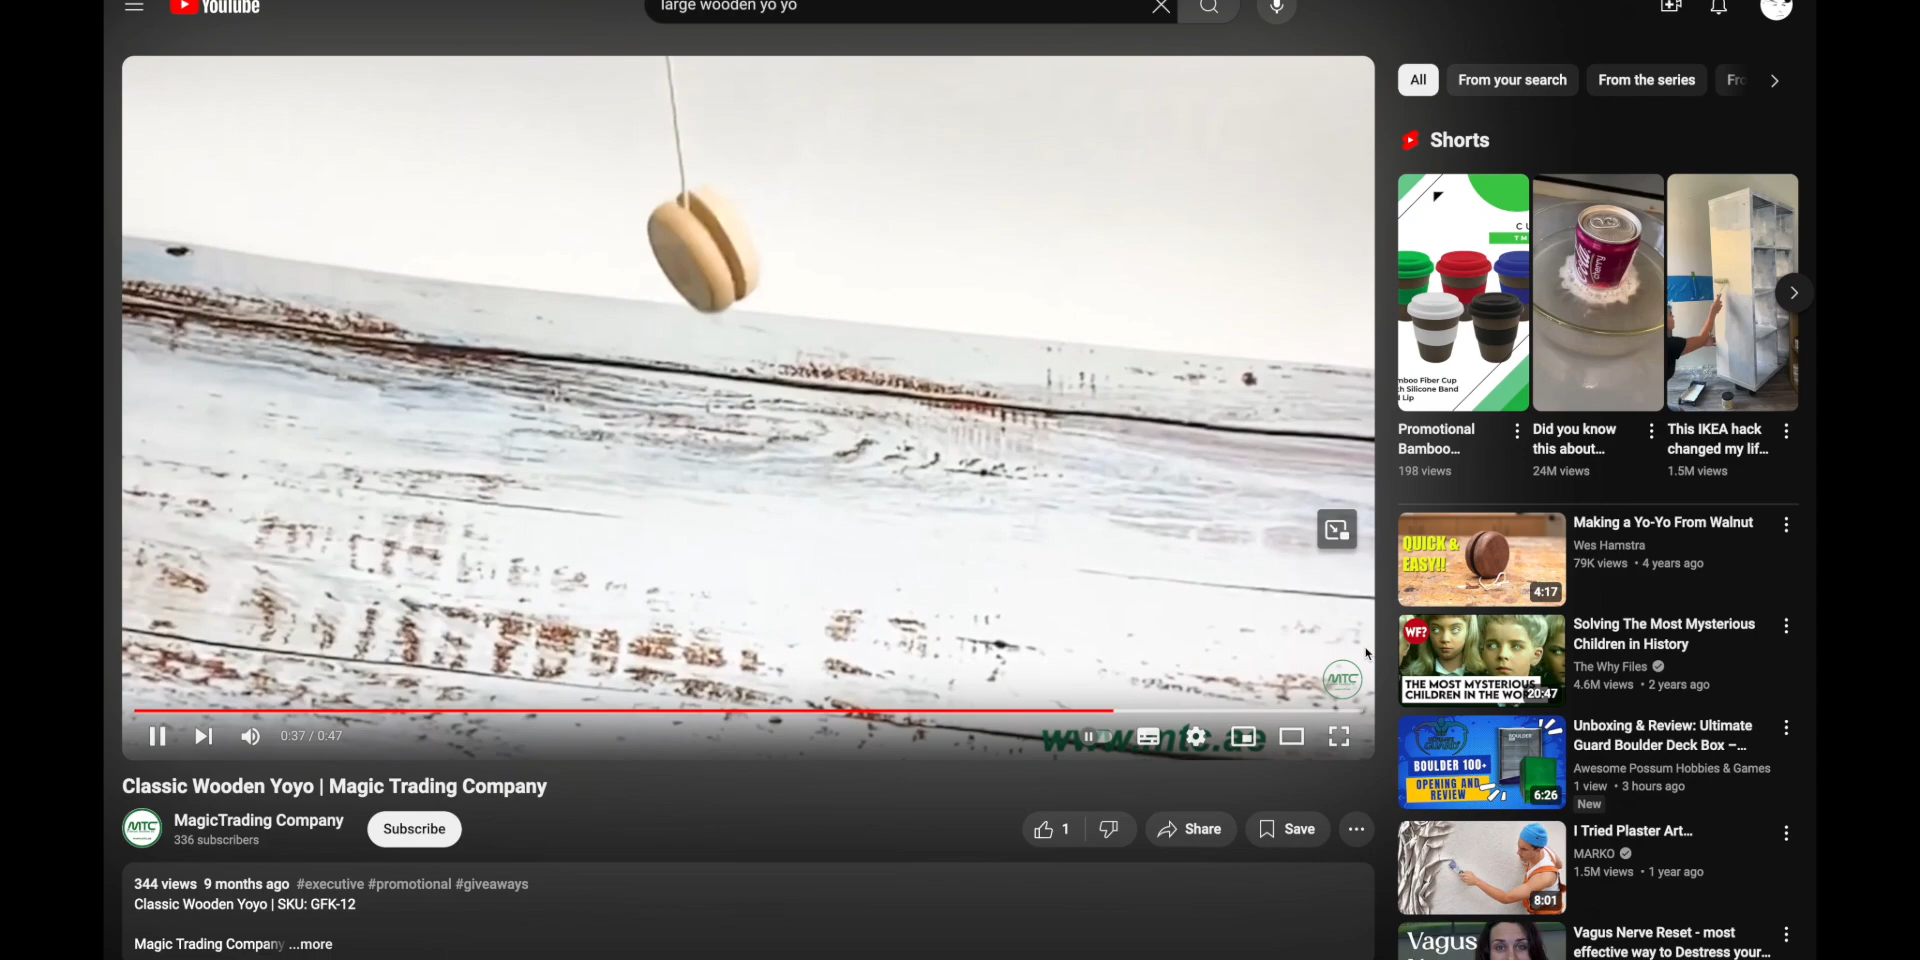 YouTube
large wooden yo yo
All
From your search
From the series
Shorts
Promotional
Bamboo...
198 views
Did you know
this about...
24M views
This IKEA hack
changed my lif...
1.5M views
QUICK &
EASY!!
4:17
Making a Yo-Yo From Walnut
Wes Hamstra
79K views • 4 years ago
WF?
THE MOST MYSTERIOUS
CHILDREN IN THE
20:47
Solving The Most Mysterious
Children in History
The Why Files
4.6M views • 2 years ago
BOULDER 100+
OPENING AND
REVIEW
6:26
Unboxing & Review: Ultimate
Guard Boulder Deck Box –...
Awesome Possum Hobbies & Games
1 view • 3 hours ago
New
8:01
I Tried Plaster Art...
MARKO
1.5M views • 1 year ago
Vagus
Vagus Nerve Reset - most
effective way to Destress your...
MTC
www.mtc.ae
0:37 / 0:47
Classic Wooden Yoyo | Magic Trading Company
MTC
MagicTrading Company
336 subscribers
Subscribe
1
Share
Save
344 views 9 months ago #executive #promotional #giveaways
Classic Wooden Yoyo | SKU: GFK-12
Magic Trading Company ...more